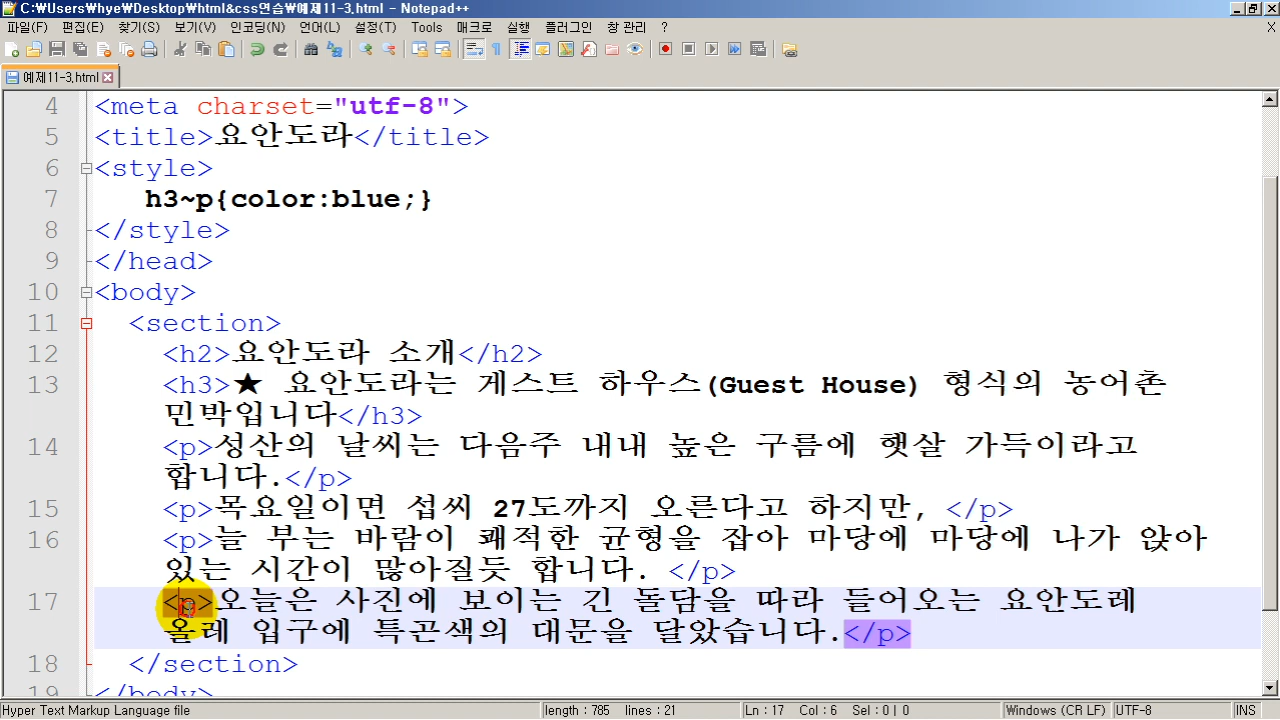 C:₩Users₩hye₩Desktop₩html&css연습₩예제11-3.html - Notepad++
파일(F) 편집(E) 찾기(S) 보기(V) 인코딩(N) 언어(L) 설정(T) Tools 매크로 실행 플러그인 창 관리 ? X
예제11-3.html
4 <meta charset="utf-8">
5 <title>요안도라</title>
6 <style>
7 h3~p{color:blue;}
8 </style>
9 </head>
10 <body>
11 <section>
12 <h2>요안도라 소개</h2>
13 <h3>★ 요안도라는 게스트 하우스(Guest House) 형식의 농어촌
민박입니다</h3>
14 <p>성산의 날씨는 다음주 내내 높은 구름에 햇살 가득이라고
합니다.</p>
15 <p>목요일이면 섭씨 27도까지 오른다고 하지만, </p>
16 <p>늘 부는 바람이 쾌적한 균형을 잡아 마당에 마당에 나가 앉아
있는 시간이 많아질듯 합니다. </p>
17 <p>오늘은 사진에 보이는 긴 돌담을 따라 들어오는 요안도레
올레 입구에 특곤색의 대문을 달았습니다.</p>
18 </section>
19 </body>
Hyper Text Markup Language file length : 785 lines : 21 Ln : 17 Col : 6 Sel : 0 | 0 Windows (CR LF) UTF-8 INS